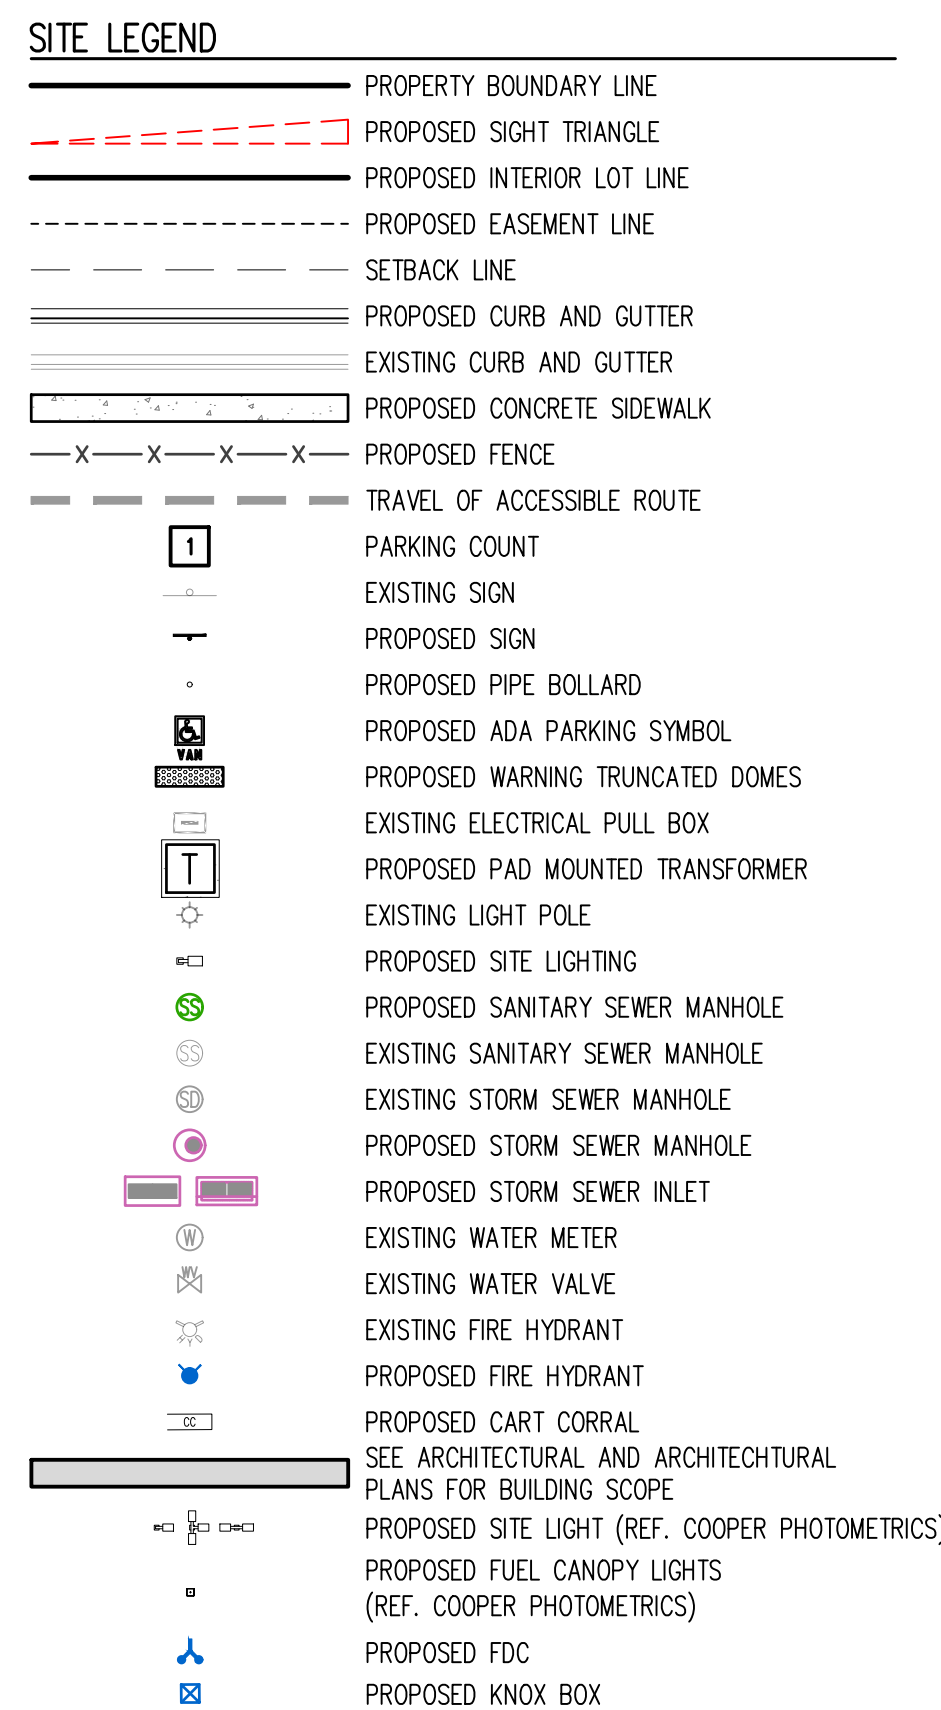 SITE LEGEND
PROPERTY BOUNDARY LINE
PROPOSED SIGHT TRIANGLE
PROPOSED INTERIOR LOT LINE
PROPOSED EASEMENT LINE
SETBACK LINE
PROPOSED CURB AND GUTTER
EXISTING CURB AND GUTTER
PROPOSED CONCRETE SIDEWALK
X X X X PROPOSED FENCE
TRAVEL OF ACCESSIBLE ROUTE
1 PARKING COUNT
EXISTING SIGN
PROPOSED SIGN
PROPOSED PIPE BOLLARD
PROPOSED ADA PARKING SYMBOL
VAN
PROPOSED WARNING TRUNCATED DOMES
EXISTING ELECTRICAL PULL BOX
T PROPOSED PAD MOUNTED TRANSFORMER
EXISTING LIGHT POLE
PROPOSED SITE LIGHTING
SS PROPOSED SANITARY SEWER MANHOLE
SS EXISTING SANITARY SEWER MANHOLE
SD EXISTING STORM SEWER MANHOLE
PROPOSED STORM SEWER MANHOLE
PROPOSED STORM SEWER INLET
W EXISTING WATER METER
WV EXISTING WATER VALVE
EXISTING FIRE HYDRANT
PROPOSED FIRE HYDRANT
CC PROPOSED CART CORRAL
SEE ARCHITECTURAL AND ARCHITECHTURAL
PLANS FOR BUILDING SCOPE
PROPOSED SITE LIGHT (REF. COOPER PHOTOMETRICS)
PROPOSED FUEL CANOPY LIGHTS
(REF. COOPER PHOTOMETRICS)
PROPOSED FDC
PROPOSED KNOX BOX